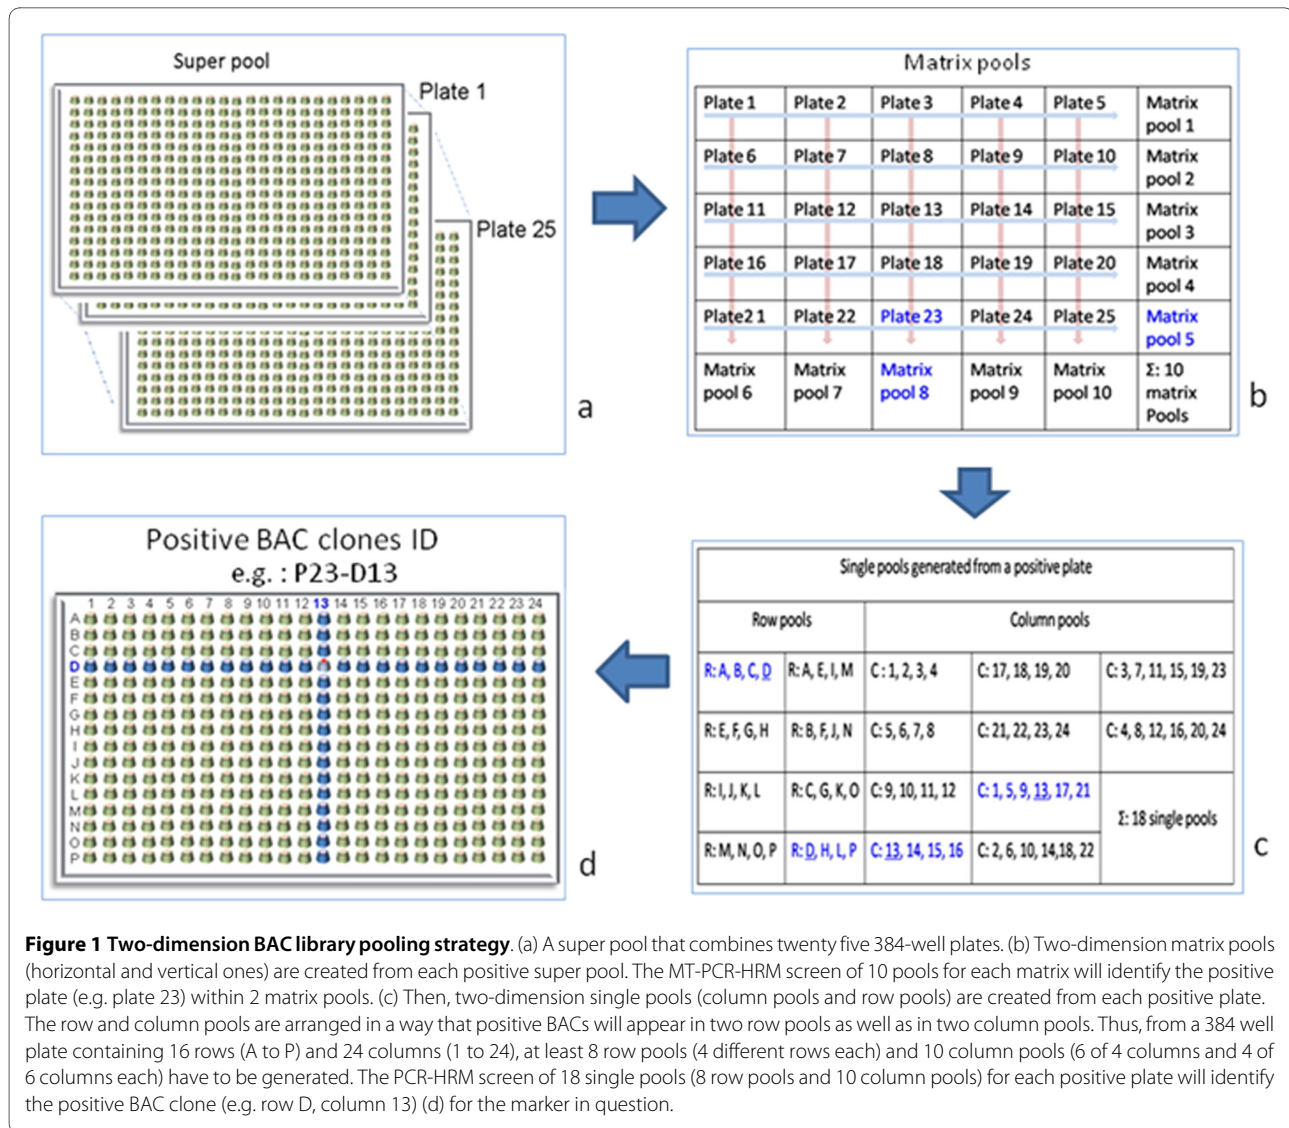 Super pool
Plate 1
Plate 25
a
Matrix pools
Plate 1 Plate 2 Plate 3 Plate 4 Plate 5 Matrix pool 1
Plate 6 Plate 7 Plate 8 Plate 9 Plate 10 Matrix pool 2
Plate 11 Plate 12 Plate 13 Plate 14 Plate 15 Matrix pool 3
Plate 16 Plate 17 Plate 18 Plate 19 Plate 20 Matrix pool 4
Plate21 Plate 22 Plate 23 Plate 24 Plate 25 Matrix pool 5
Matrix pool 6 Matrix pool 7 Matrix pool 8 Matrix pool 9 Matrix pool 10 Σ: 10 matrix Pools
b
Positive BAC clones ID
e.g. : P23-D13
1 2 3 4 5 6 7 8 9 10 11 12 13 14 15 16 17 18 19 20 21 22 23 24
A
B
C
D
E
F
G
H
I
J
K
L
M
N
O
P
d
Single pools generated from a positive plate
Row pools Column pools
R: A, B, C, D R: A, E, I, M C : 1, 2, 3, 4 C: 17, 18, 19, 20 C: 3, 7, 11, 15, 19, 23
R: E, F, G, H R: B, F, J, N C: 5, 6, 7, 8 C: 21, 22, 23, 24 C: 4, 8, 12, 16, 20, 24
R: I, J, K, L R: C, G, K, O C: 9, 10, 11, 12 C: 1, 5, 9, 13, 17, 21
Σ: 18 single pools
R: M, N, O, P R: D, H, L, P C: 13, 14, 15, 16 C: 2, 6, 10, 14,18, 22
c
Figure 1 Two-dimension BAC library pooling strategy. (a) A super pool that combines twenty five 384-well plates. (b) Two-dimension matrix pools
(horizontal and vertical ones) are created from each positive super pool. The MT-PCR-HRM screen of 10 pools for each matrix will identify the positive
plate (e.g. plate 23) within 2 matrix pools. (c) Then, two-dimension single pools (column pools and row pools) are created from each positive plate.
The row and column pools are arranged in a way that positive BACs will appear in two row pools as well as in two column pools. Thus, from a 384 well
plate containing 16 rows (A to P) and 24 columns (1 to 24), at least 8 row pools (4 different rows each) and 10 column pools (6 of 4 columns and 4 of
6 columns each) have to be generated. The PCR-HRM screen of 18 single pools (8 row pools and 10 column pools) for each positive plate will identify
the positive BAC clone (e.g. row D, column 13) (d) for the marker in question.